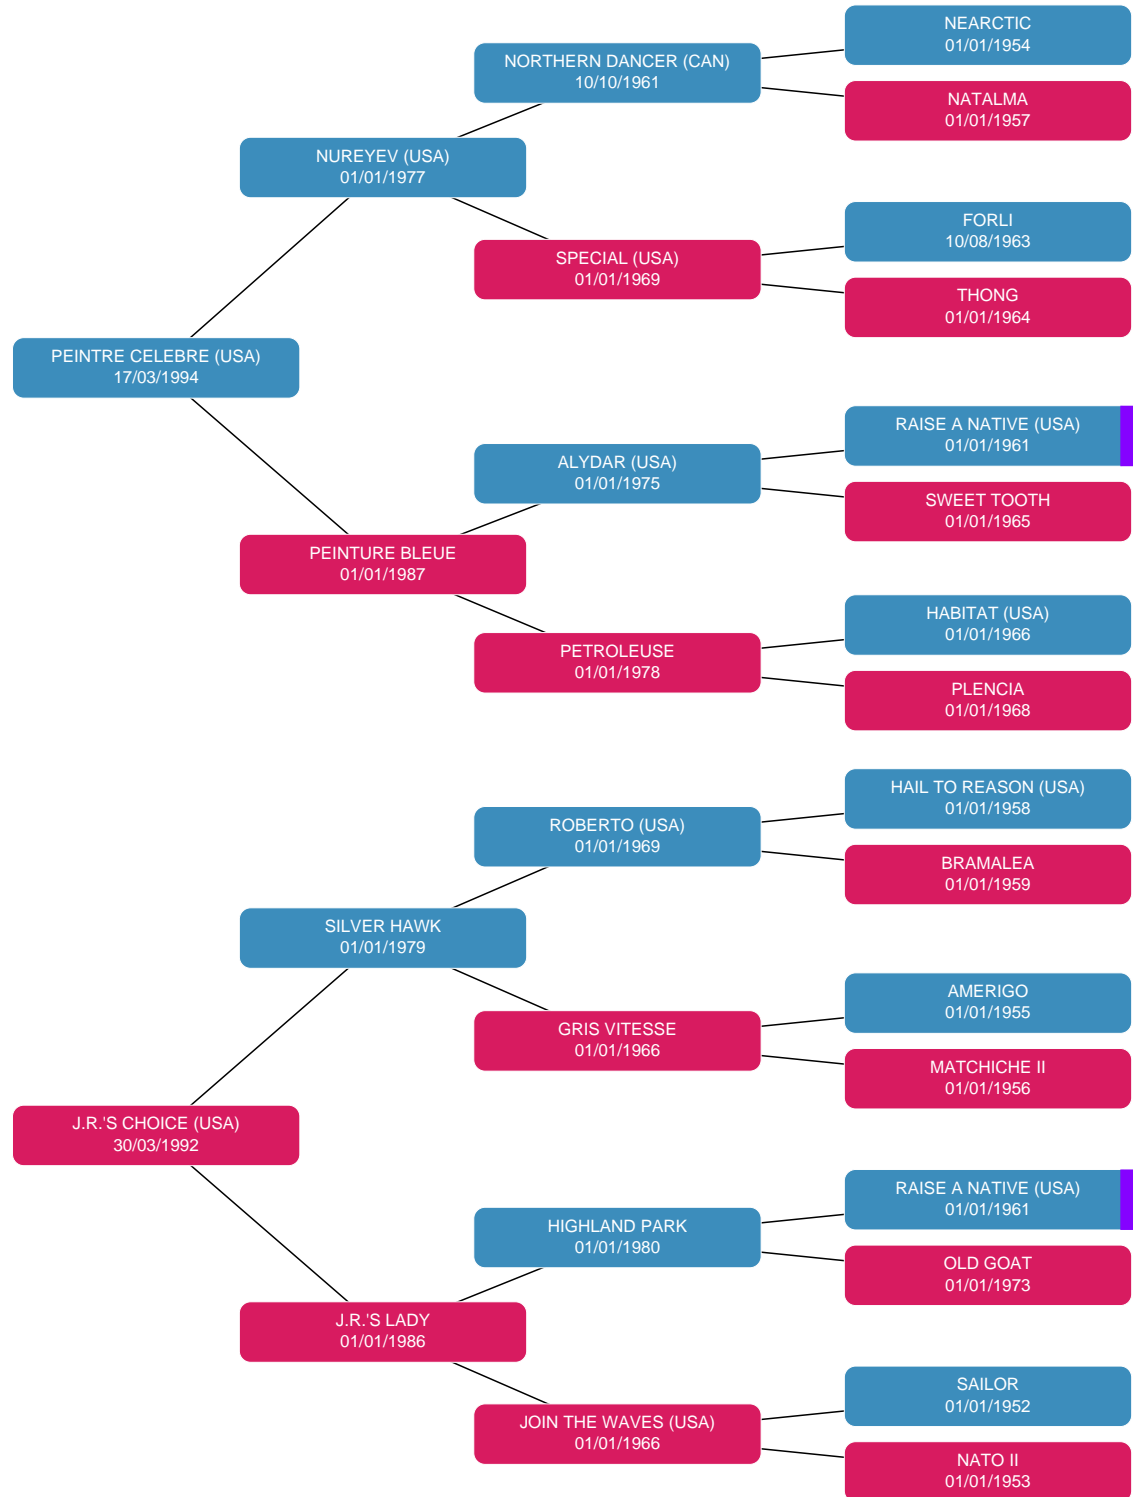 NEARCTIC
01/01/1954
NORTHERN DANCER (CAN)
10/10/1961
NATALMA
01/01/1957
NUREYEV (USA)
01/01/1977
FORLI
10/08/1963
SPECIAL (USA)
01/01/1969
THONG
01/01/1964
PEINTRE CELEBRE (USA)
17/03/1994
RAISE A NATIVE (USA)
01/01/1961
ALYDAR (USA)
01/01/1975
SWEET TOOTH
01/01/1965
PEINTURE BLEUE
01/01/1987
HABITAT (USA)
01/01/1966
PETROLEUSE
01/01/1978
PLENCIA
01/01/1968
HAIL TO REASON (USA)
01/01/1958
ROBERTO (USA)
01/01/1969
BRAMALEA
01/01/1959
SILVER HAWK
01/01/1979
AMERIGO
01/01/1955
GRIS VITESSE
01/01/1966
MATCHICHE II
01/01/1956
J.R.'S CHOICE (USA)
30/03/1992
RAISE A NATIVE (USA)
01/01/1961
HIGHLAND PARK
01/01/1980
OLD GOAT
01/01/1973
J.R.'S LADY
01/01/1986
SAILOR
01/01/1952
JOIN THE WAVES (USA)
01/01/1966
NATO II
01/01/1953